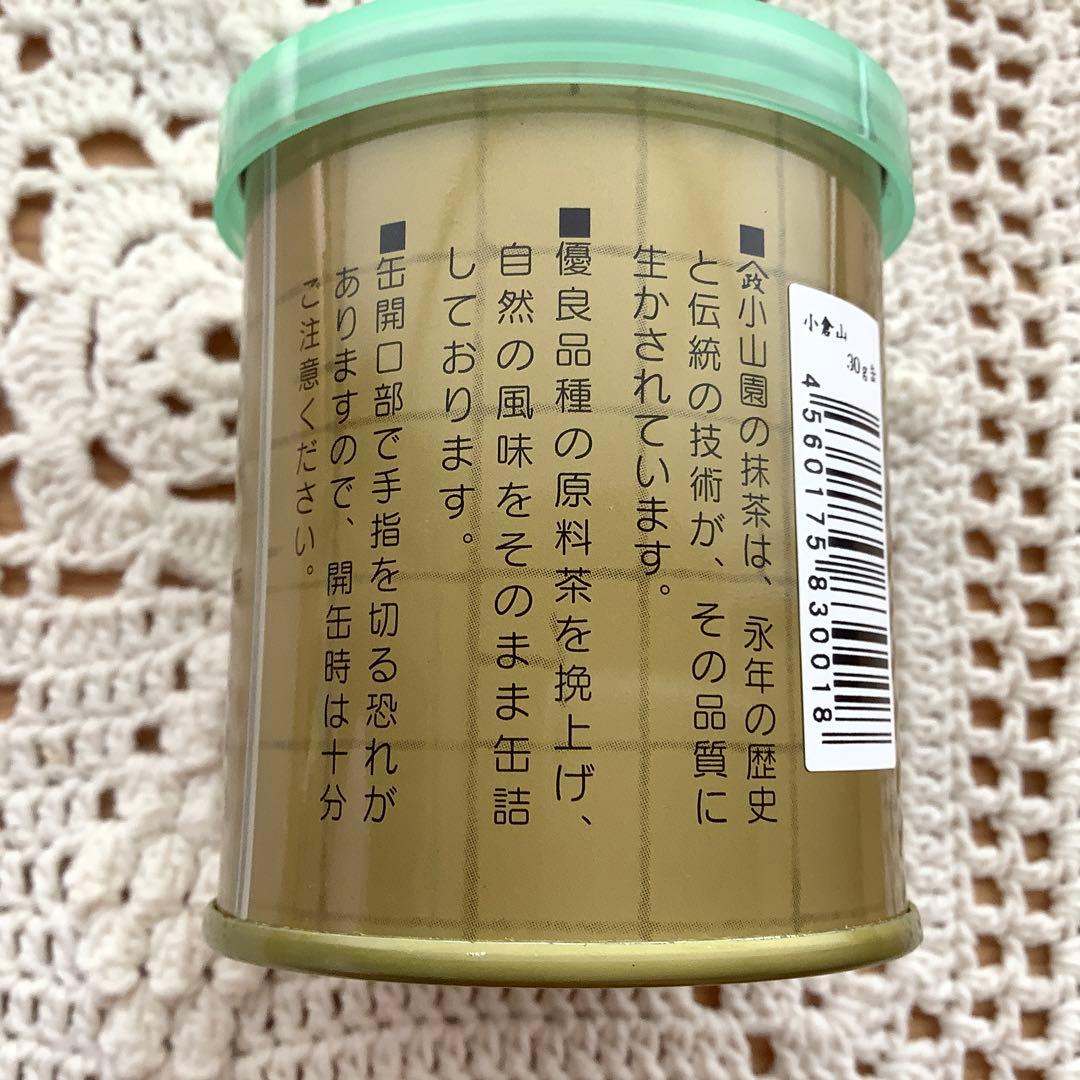 小倉山
30g缶
4560175830018
■政小山園の抹茶は、永年の歴史
と伝統の技術が、その品質に
生かされています。
■優良品種の原料茶を挽上げ、
自然の風味をそのまま缶詰
しております。
■缶開口部で手指を切る恐れが
ありますので、開缶時は十分
ご注意ください。